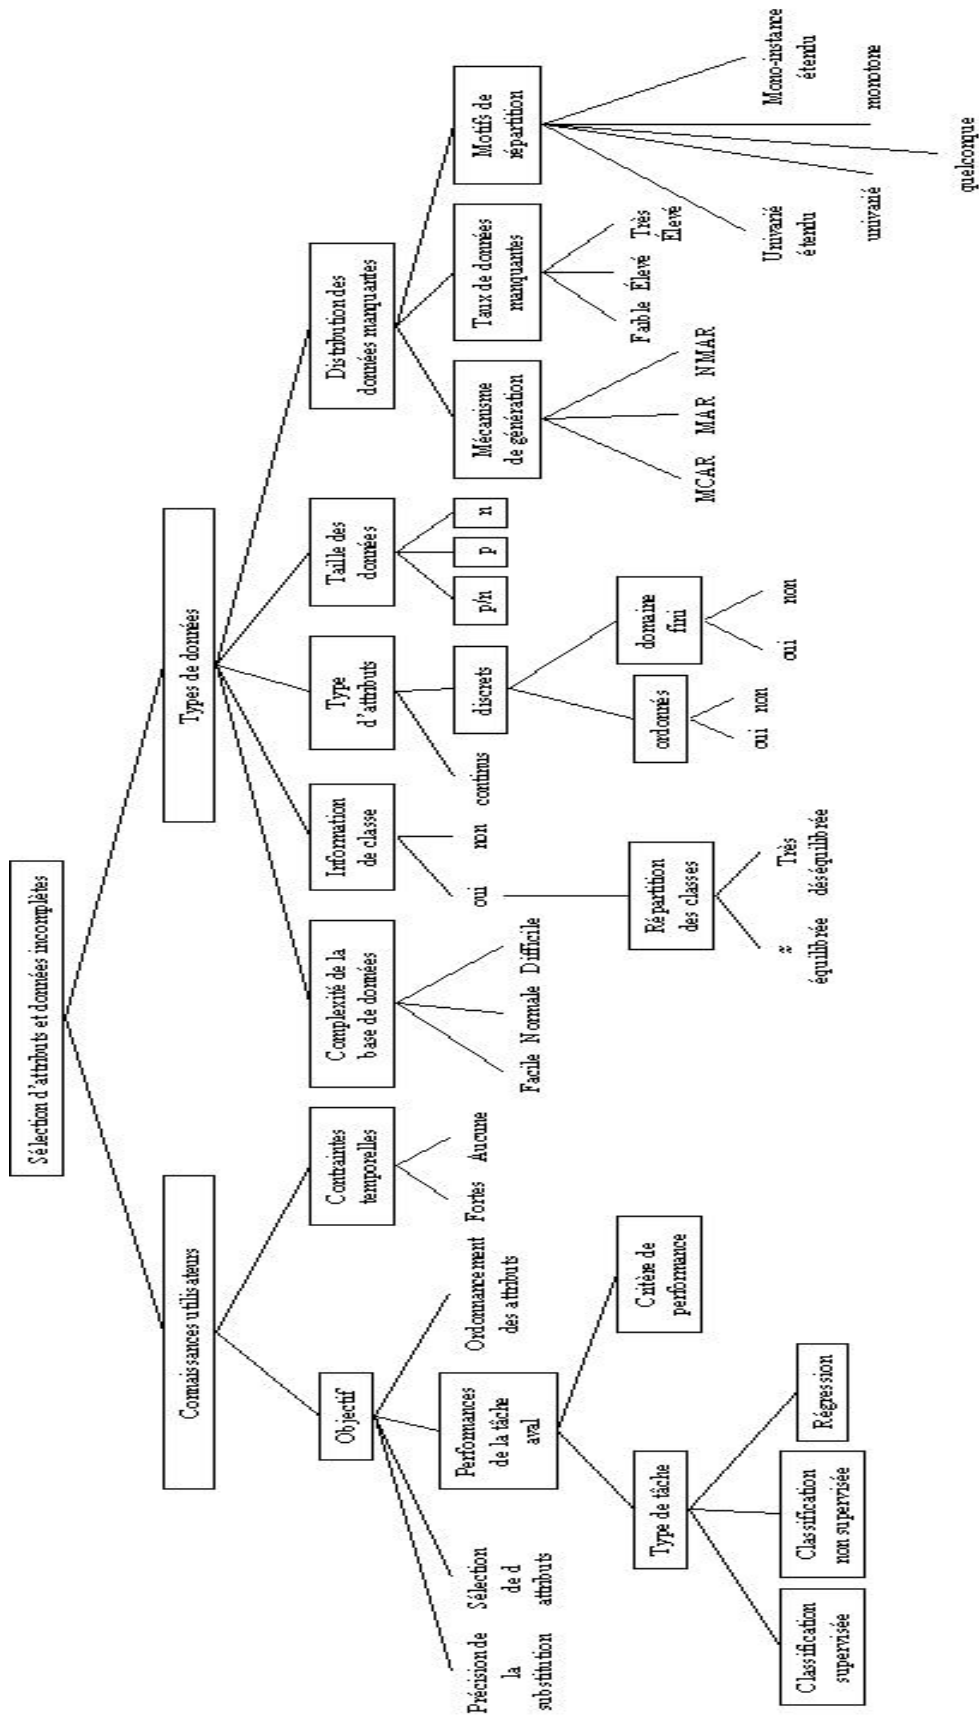 Sélection d'attributs et données incomplètes
Connaissances utilisateurs
Types de données
Objectif
Contraintes
temporelles
Complexité de la
base de données
Information
de classe
Type
d'attributs
Taille des
données
Distribution des
données manquantes
Précision de
la
substitution
Sélection
de d
attributs
Performances
de la tâche
aval
Ordonnancement
des attributs
Fortes
Aucune
Facile
Normale
Difficile
oui
non
continus
discrets
p/n
p
n
Mécanisme
de génération
Taux de données
manquantes
Motifs de
répartition
Type de tâche
Critère de
performance
Répartition
des classes
ordonnés
domaine
fini
MCAR
MAR
NMAR
Faible
Élevé
Très
Élevé
Classification
supervisée
Classification
non supervisée
Régression
≈
équilibrée
Très
déséquilibrée
oui
non
oui
non
Univarié
étendu
univarié
quelconque
monotone
Mono-instance
étendu